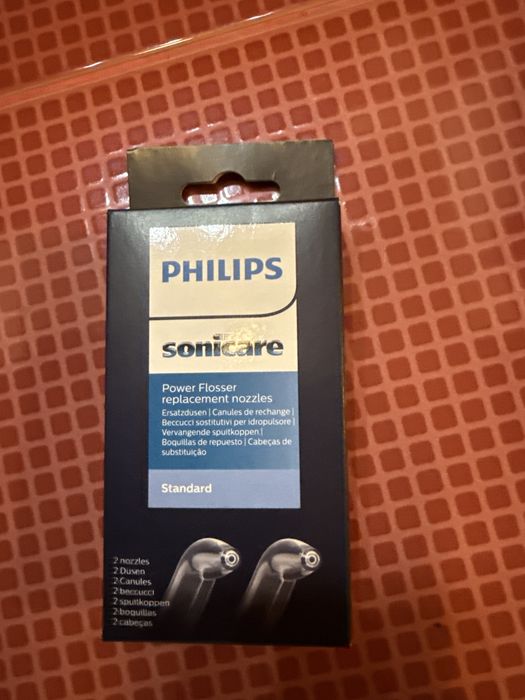 PHILIPS
sonicare
Power Flosser
replacement nozzles
Ersatzdüsen | Canules de rechange |
Beccucci sostitutivi per idropulsore |
Vervangende spuitkoppen |
Boquillas de repuesto | Cabeças de
substituição
Standard
2 nozzles
2 Düsen
2 Canules
2 beccucci
2 spuitkoppen
2 boquillas
2 cabeças